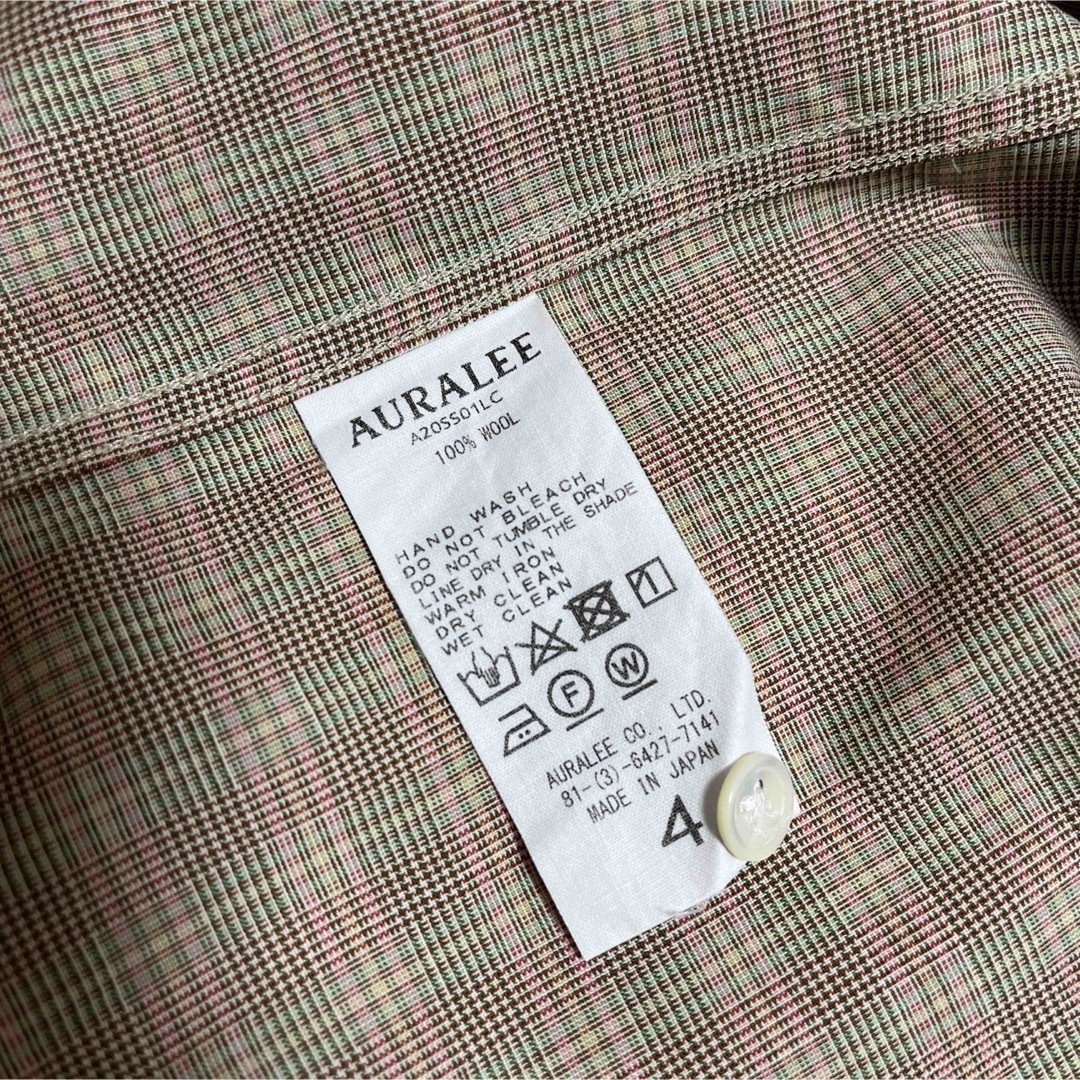 AURALEE
A20SS01LC
100% WOOL
HAND WASH
DO NOT BLEACH
DO NOT TUMBLE DRY
LINE DRY IN THE SHADE
WARM IRON
DRY CLEAN
WET CLEAN
F W
AURALEE CO., LTD.
81-(3)-6427-7141
MADE IN JAPAN
4